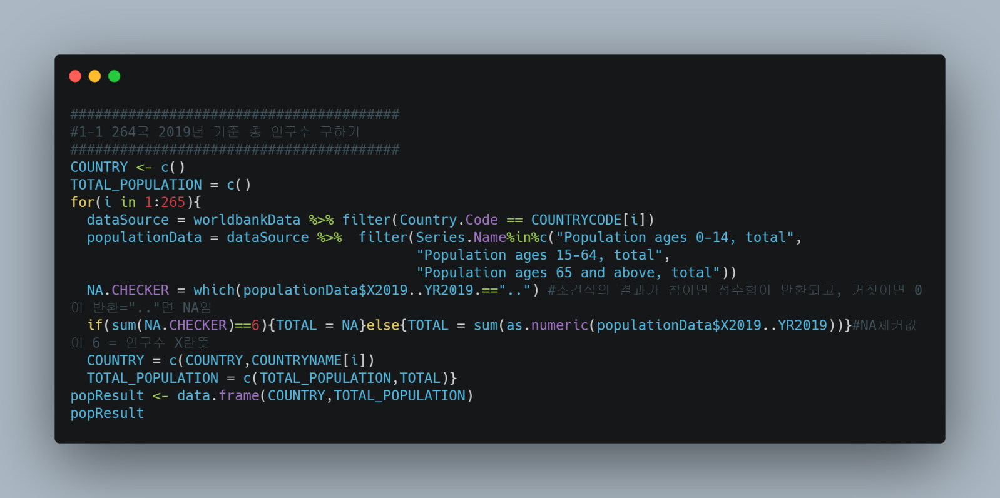 ########################################
#1-1 264국 2019년 기준 총 인구수 구하기
########################################
COUNTRY <- c()
TOTAL_POPULATION = c()
for(i in 1:265){
  dataSource = worldbankData %>% filter(Country.Code == COUNTRYCODE[i])
  populationData = dataSource %>%  filter(Series.Name%in%c("Population ages 0-14, total",
                                          "Population ages 15-64, total",
                                          "Population ages 65 and above, total"))
  NA.CHECKER = which(populationData$X2019..YR2019.=="..") #조건식의 결과가 참이면 정수형이 반환되고, 거짓이면 0
이 반환=".."면 NA임
  if(sum(NA.CHECKER)==6){TOTAL = NA}else{TOTAL = sum(as.numeric(populationData$X2019..YR2019))}#NA체커값
이 6 = 인구수 X란뜻
  COUNTRY = c(COUNTRY,COUNTRYNAME[i])
  TOTAL_POPULATION = c(TOTAL_POPULATION,TOTAL)}
popResult <- data.frame(COUNTRY,TOTAL_POPULATION)
popResult